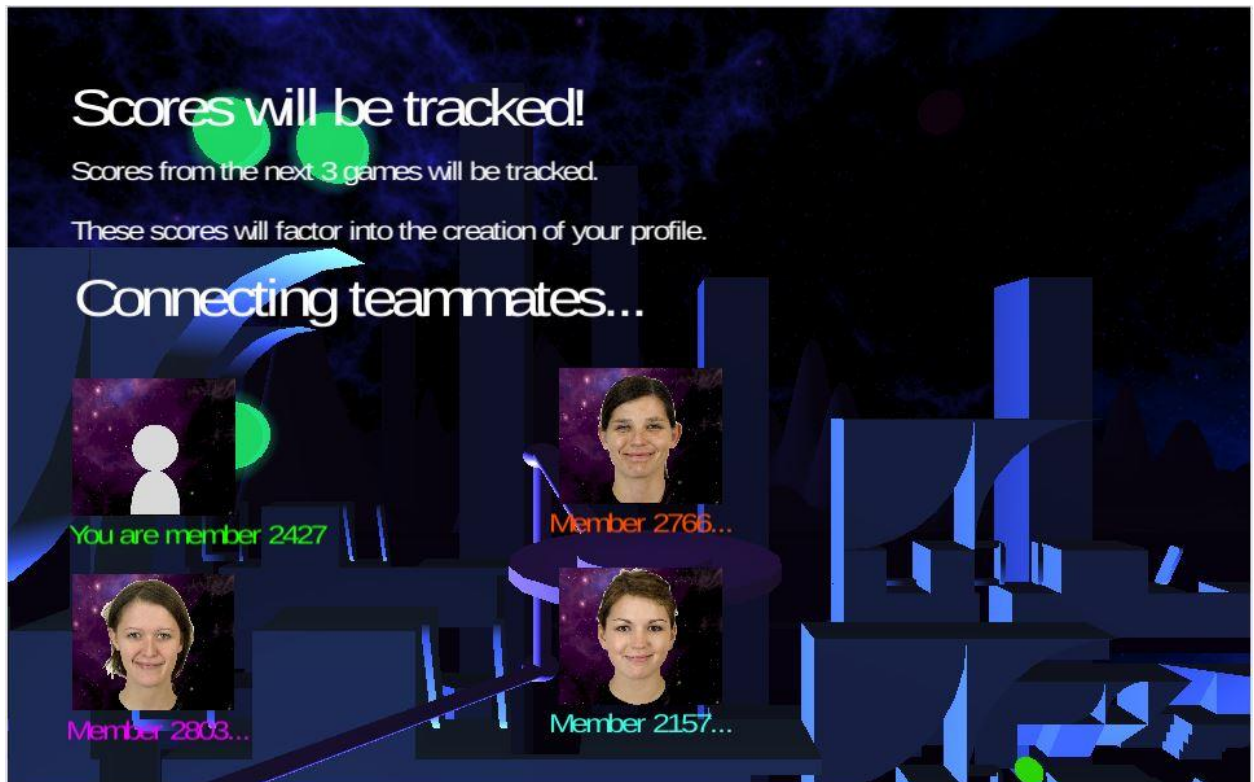 Scores will be tracked!
Scores from the next 3 games will be tracked.
These scores will factor into the creation of your profile.
Connecting teammates...
You are member 2427
Member 2766...
Member 2803...
Member 2157...